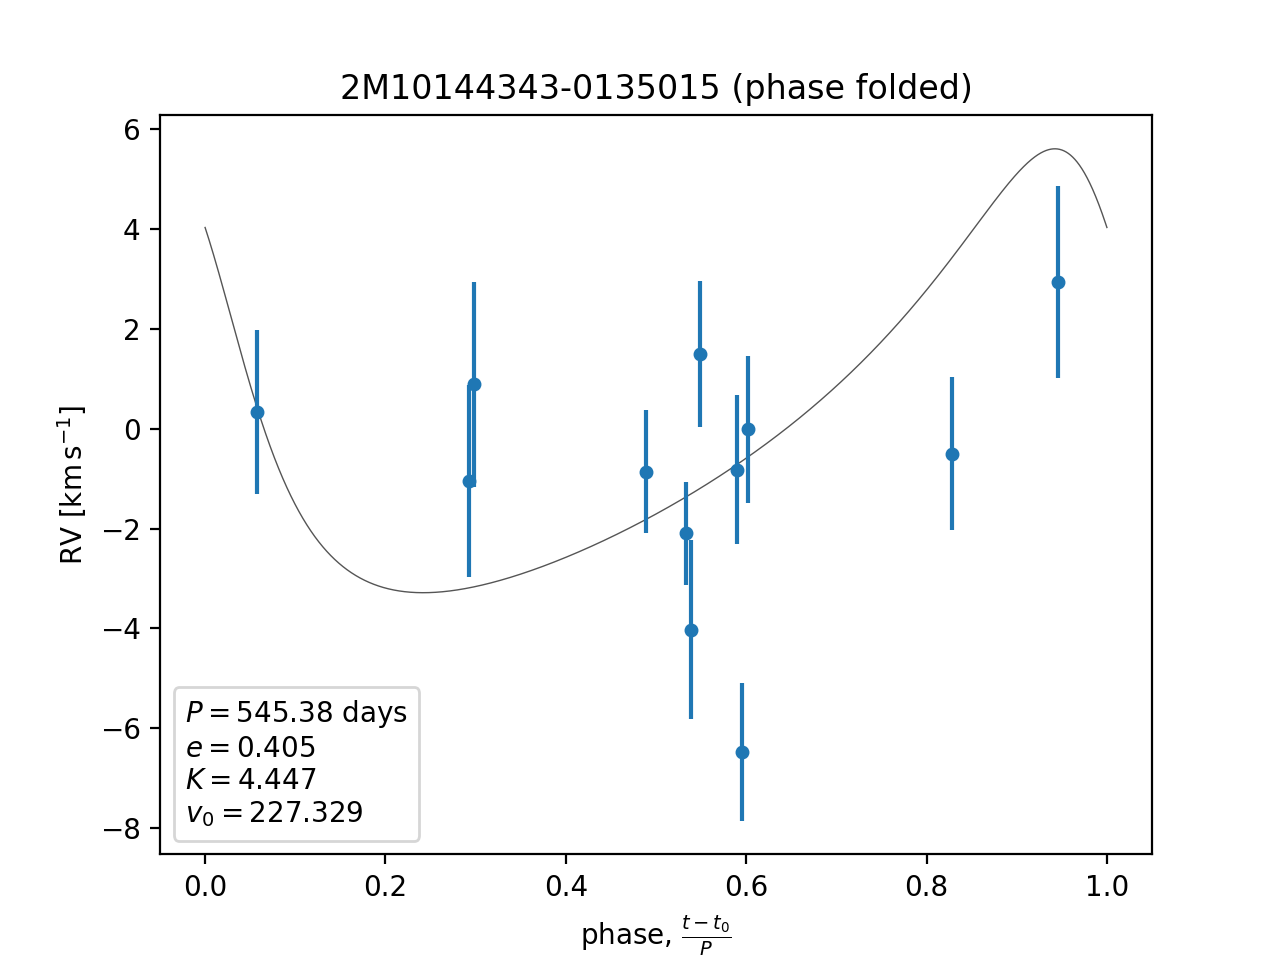 2M10144343-0135015 (phase folded)
6
4
2
0
−2
−4
−6
−8
RV [km s⁻¹]
P = 545.38 days
e = 0.405
K = 4.447
v₀ = 227.329
0.0 0.2 0.4 0.6 0.8 1.0
phase, (t − t₀)/P